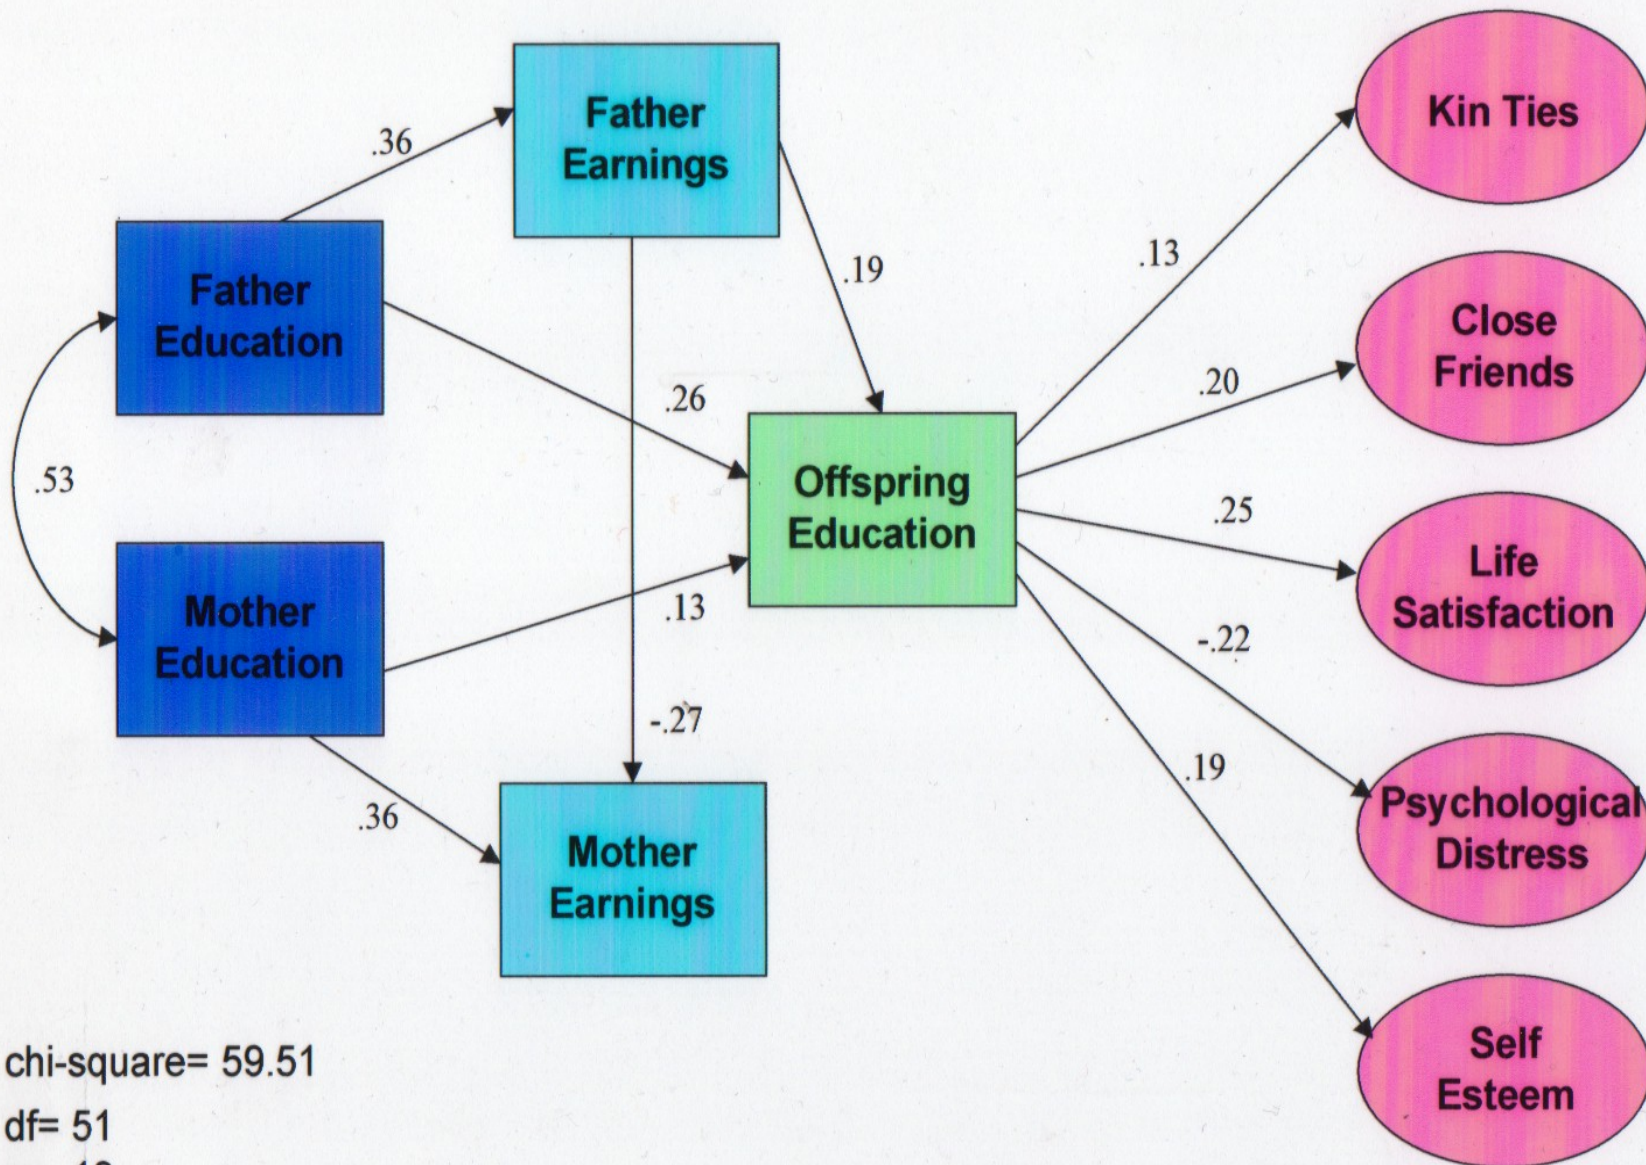 Father
Earnings
Kin Ties
.36
.19
.13
Father
Education
Close
Friends
.20
.26
.53
Offspring
Education
.25
Life
Satisfaction
Mother
Education
.13
-.22
-.27
.19
.36
Psychological
Distress
Mother
Earnings
Self
Esteem
chi-square= 59.51
df= 51